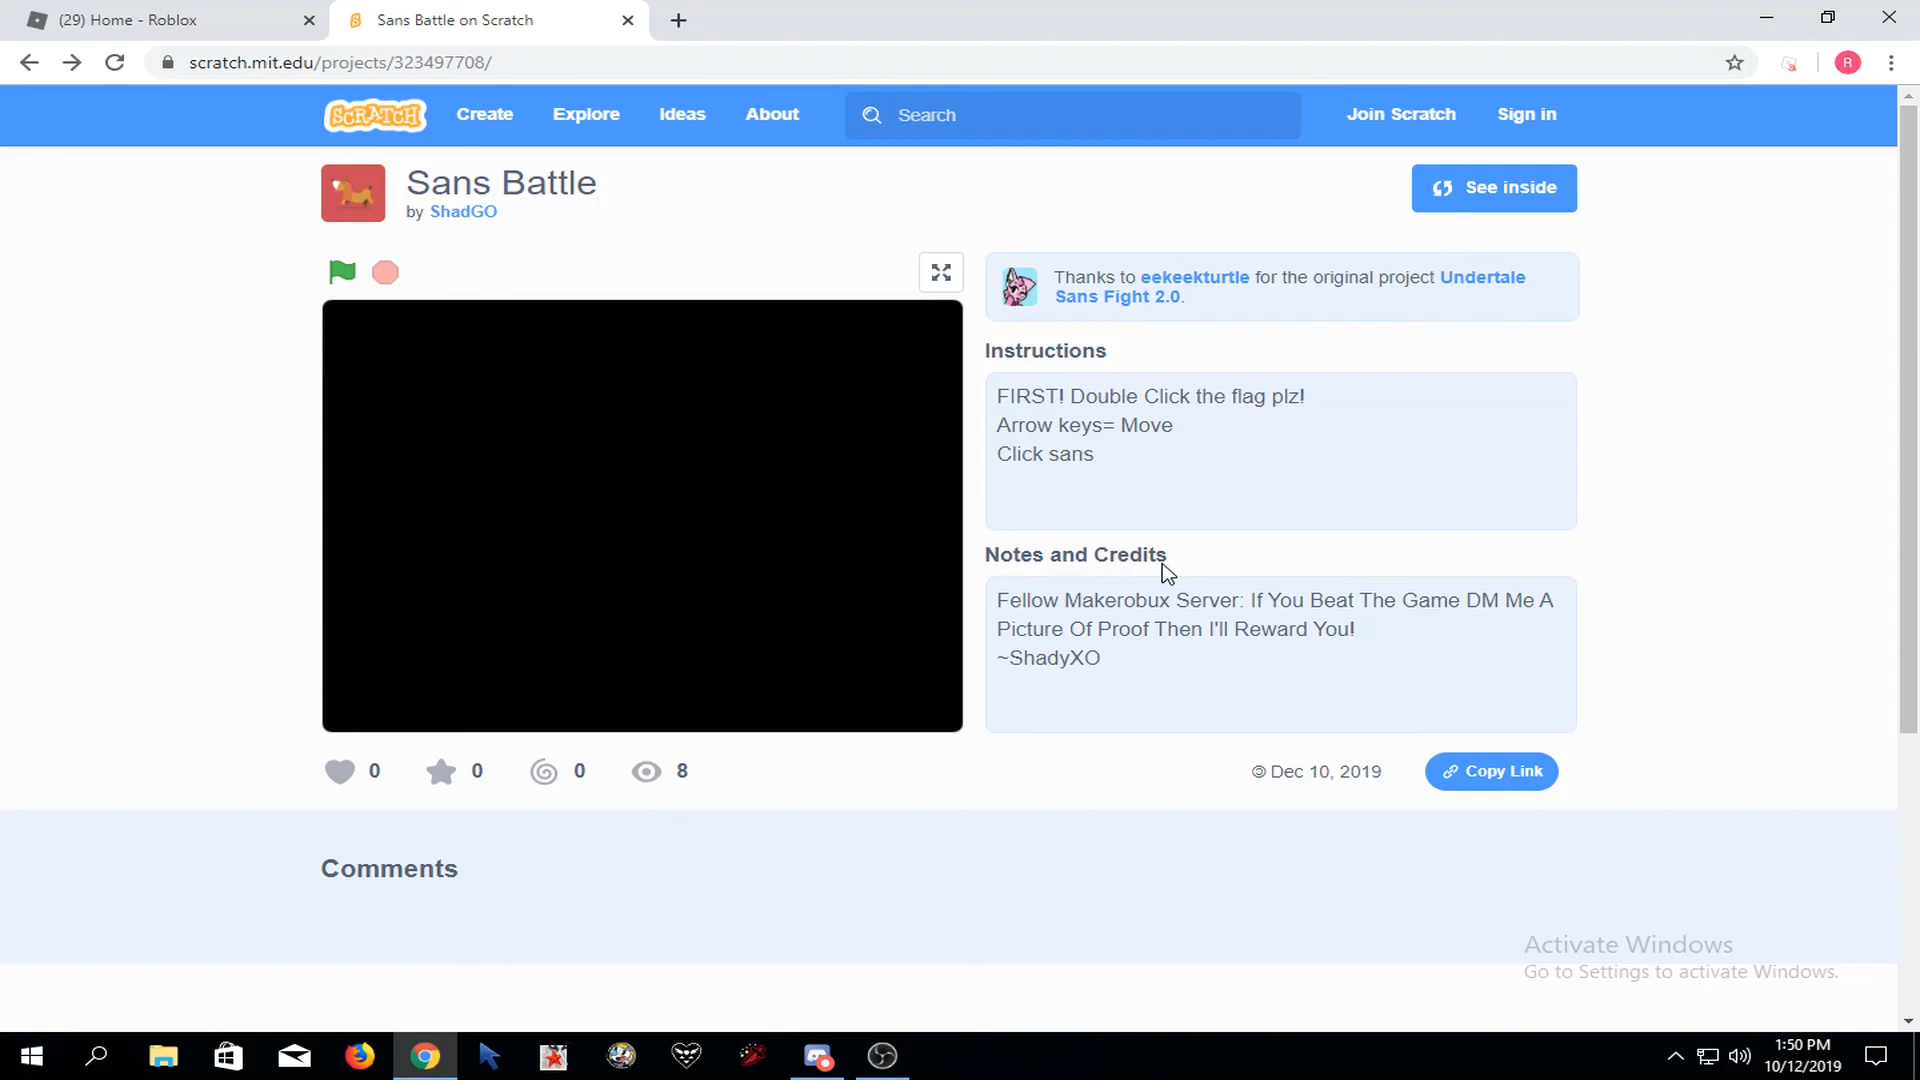 (29) Home - Roblox
Sans Battle on Scratch
scratch.mit.edu/projects/323497708/
R
SCRATCH
Create
Explore
Ideas
About
Search
Join Scratch
Sign in
Sans Battle
by ShadGO
See inside
Thanks to eekeekturtle for the original project Undertale
Sans Fight 2.0.
Instructions
FIRST! Double Click the flag plz!
Arrow keys= Move
Click sans
Notes and Credits
Fellow Makerobux Server: If You Beat The Game DM Me A
Picture Of Proof Then I'll Reward You!
~ShadyXO
0
0
0
8
Dec 10, 2019
Copy Link
Comments
Activate Windows
Go to Settings to activate Windows.
1:50 PM
10/12/2019